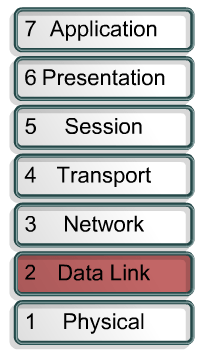 7 Application
6 Presentation
5 Session
4 Transport
3 Network
2 Data Link
1 Physical